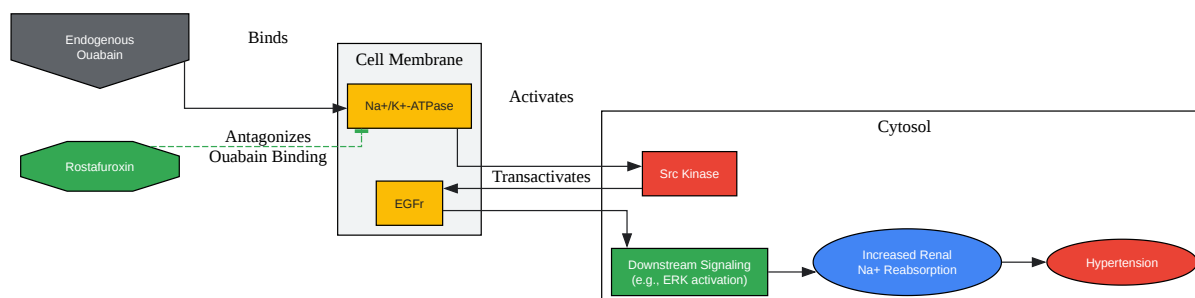 Endogenous
Ouabain
Binds
Cell Membrane
Na+/K+-ATPase
Activates
Cytosol
Antagonizes
Ouabain Binding
Rostafuroxin
Src Kinase
Transactivates
EGFr
Downstream Signaling
(e.g., ERK activation)
Increased Renal
Na+ Reabsorption
Hypertension